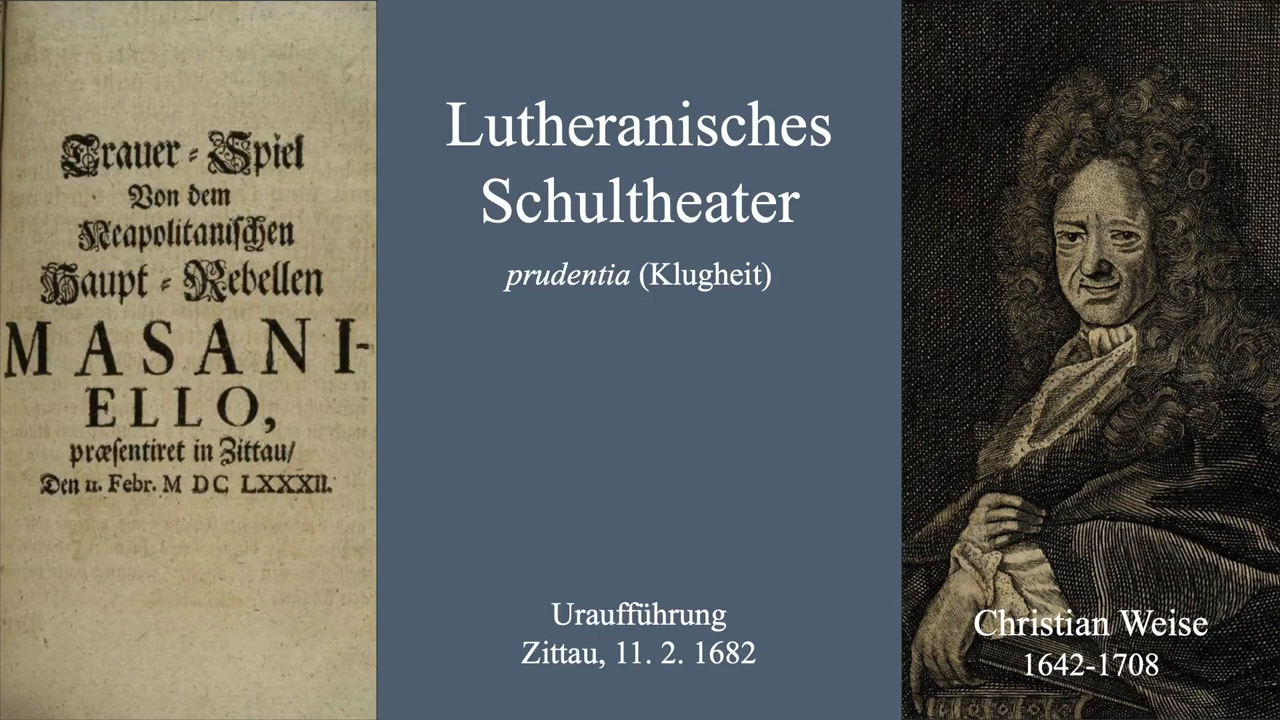 Trauer - Spiel
Von dem
Neapolitanischen
Haupt - Rebellen
MASANI-
ELLO,
præsentiret in Zittau/
Den 11. Febr. M DC LXXXII.
Lutheranisches
Schultheater
prudentia (Klugheit)
Uraufführung
Zittau, 11. 2. 1682
Christian Weise
1642-1708